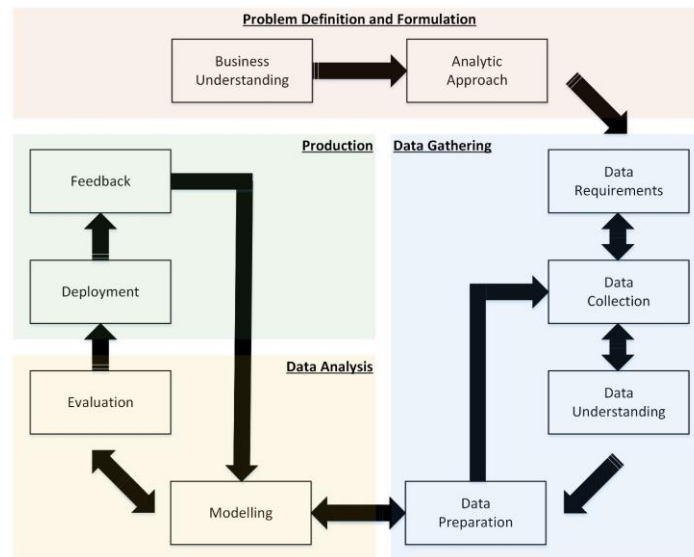 Problem Definition and Formulation
Business
Understanding
Analytic
Approach
Production
Data Gathering
Feedback
Data
Requirements
Deployment
Data
Collection
Data Analysis
Evaluation
Data
Understanding
Modelling
Data
Preparation